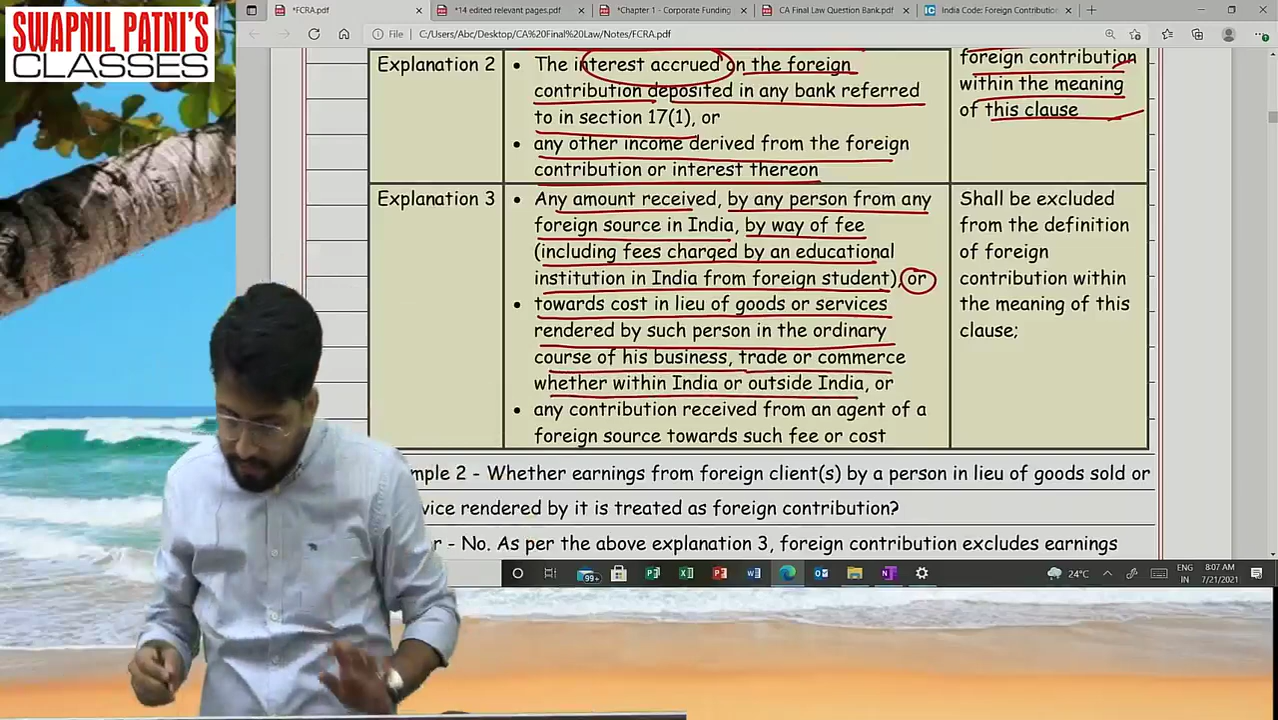 SWAPNIL PATNI'S
CLASSES
*FCRA.pdf
*14 edited relevant pages.pdf
*Chapter 1 - Corporate Funding
CA Final Law Question Bank.pdf
India Code: Foreign Contributio
File
C:/Users/Abc/Desktop/CA%20Final%20Law/Notes/FCRA.pdf
Explanation 2
• The interest accrued on the foreign
contribution deposited in any bank referred
to in section 17(1), or
• any other income derived from the foreign
contribution or interest thereon
foreign contribution
within the meaning
of this clause
Explanation 3
• Any amount received, by any person from any
foreign source in India, by way of fee
(including fees charged by an educational
institution in India from foreign student), or
• towards cost in lieu of goods or services
rendered by such person in the ordinary
course of his business, trade or commerce
whether within India or outside India, or
• any contribution received from an agent of a
foreign source towards such fee or cost
Shall be excluded
from the definition
of foreign
contribution within
the meaning of this
clause;
mple 2 - Whether earnings from foreign client(s) by a person in lieu of goods sold or
vice rendered by it is treated as foreign contribution?
r - No. As per the above explanation 3, foreign contribution excludes earnings
99+
24°C
ENG
IN
8:07 AM
7/21/2021